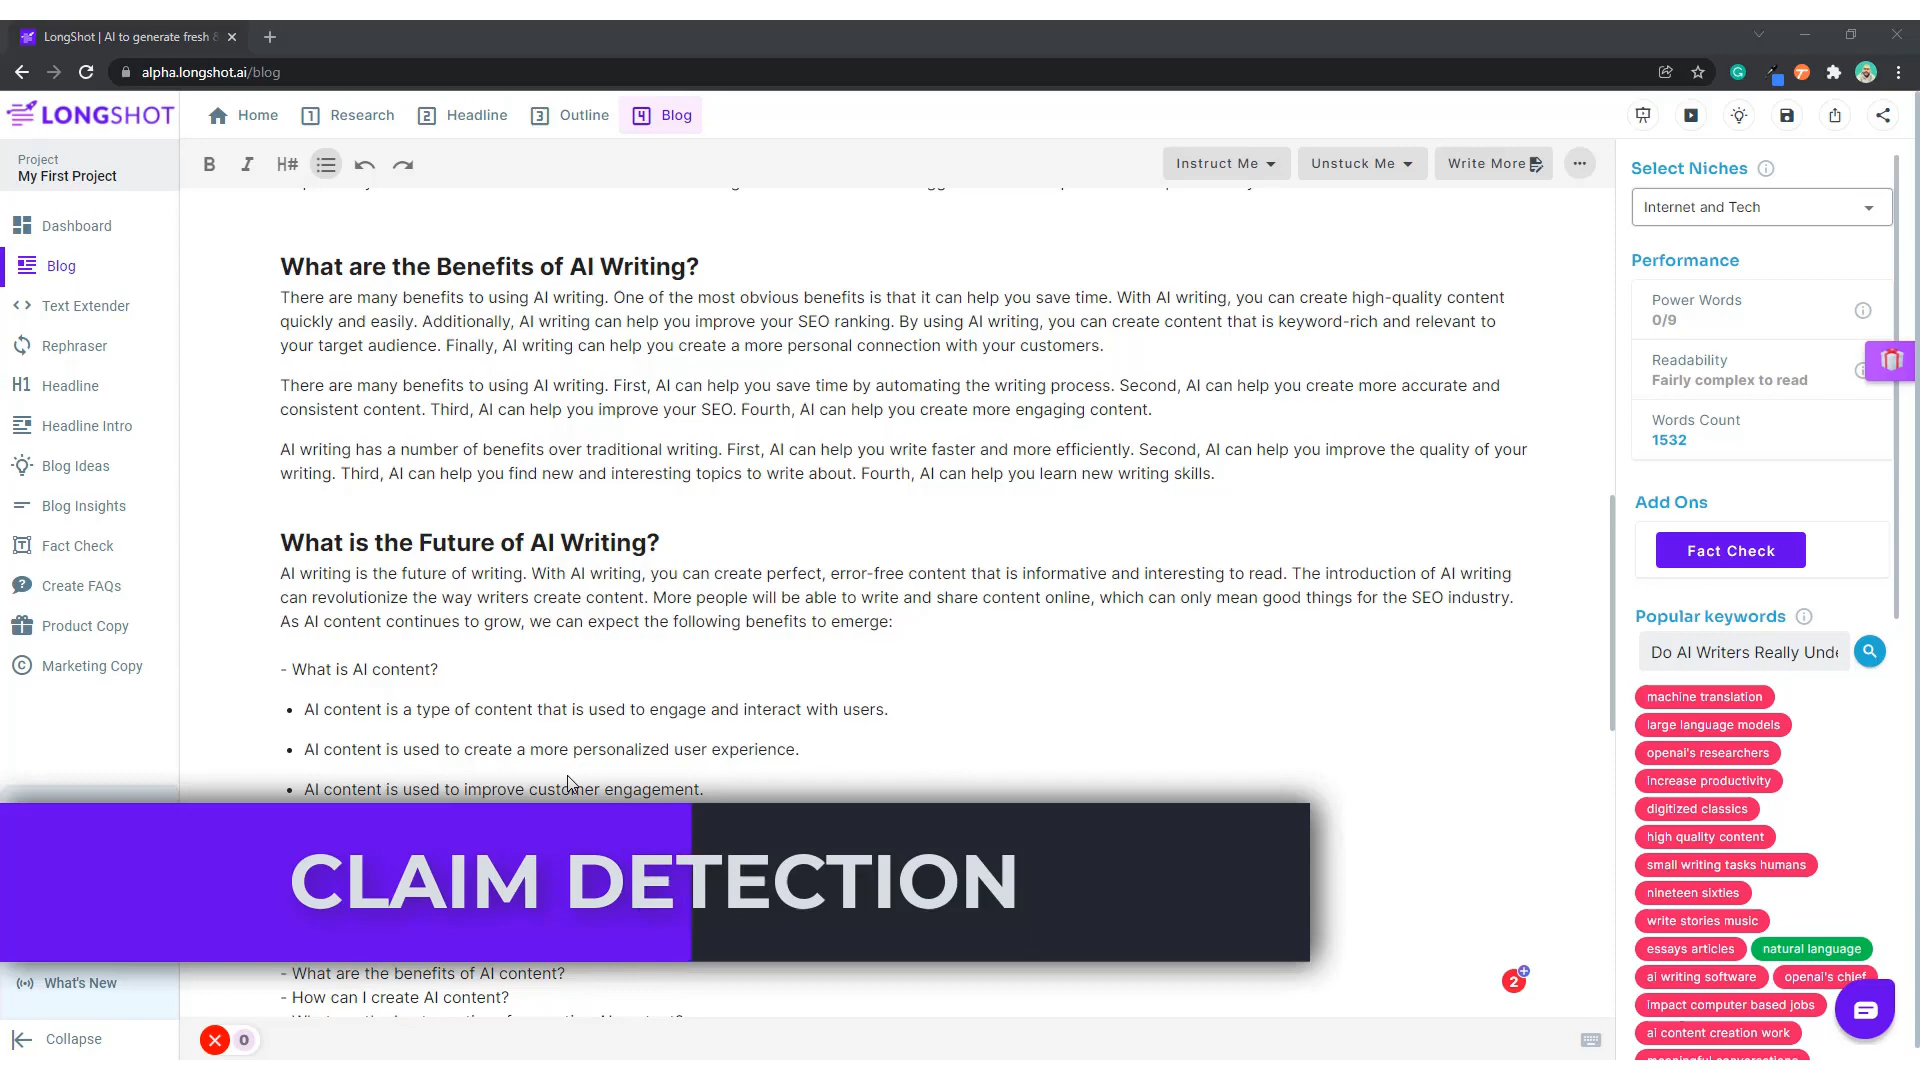 LongShot | AI to generate fresh &
alpha.longshot.ai/blog
LONGSHOT
Home
1 Research
2 Headline
3 Outline
4 Blog
Project
My First Project
B I H#
Instruct Me
Unstuck Me
Write More
Dashboard
Blog
Text Extender
Rephraser
H1 Headline
Headline Intro
Blog Ideas
Blog Insights
Fact Check
Create FAQs
Product Copy
Marketing Copy
What's New
Collapse
What are the Benefits of AI Writing?
There are many benefits to using AI writing. One of the most obvious benefits is that it can help you save time. With AI writing, you can create high-quality content
quickly and easily. Additionally, AI writing can help you improve your SEO ranking. By using AI writing, you can create content that is keyword-rich and relevant to
your target audience. Finally, AI writing can help you create a more personal connection with your customers.
There are many benefits to using AI writing. First, AI can help you save time by automating the writing process. Second, AI can help you create more accurate and
consistent content. Third, AI can help you improve your SEO. Fourth, AI can help you create more engaging content.
AI writing has a number of benefits over traditional writing. First, AI can help you write faster and more efficiently. Second, AI can help you improve the quality of your
writing. Third, AI can help you find new and interesting topics to write about. Fourth, AI can help you learn new writing skills.
What is the Future of AI Writing?
AI writing is the future of writing. With AI writing, you can create perfect, error-free content that is informative and interesting to read. The introduction of AI writing
can revolutionize the way writers create content. More people will be able to write and share content online, which can only mean good things for the SEO industry.
As AI content continues to grow, we can expect the following benefits to emerge:
- What is AI content?
• AI content is a type of content that is used to engage and interact with users.
• AI content is used to create a more personalized user experience.
• AI content is used to improve customer engagement.
CLAIM DETECTION
- What are the benefits of AI content?
- How can I create AI content?
2
0
Select Niches
Internet and Tech
Performance
Power Words
0/9
Readability
Fairly complex to read
Words Count
1532
Add Ons
Fact Check
Popular keywords
Do AI Writers Really Unde
machine translation
large language models
openai's researchers
increase productivity
digitized classics
high quality content
small writing tasks humans
nineteen sixties
write stories music
essays articles
natural language
ai writing software
openai's chief
impact computer based jobs
ai content creation work
meaningful conversations